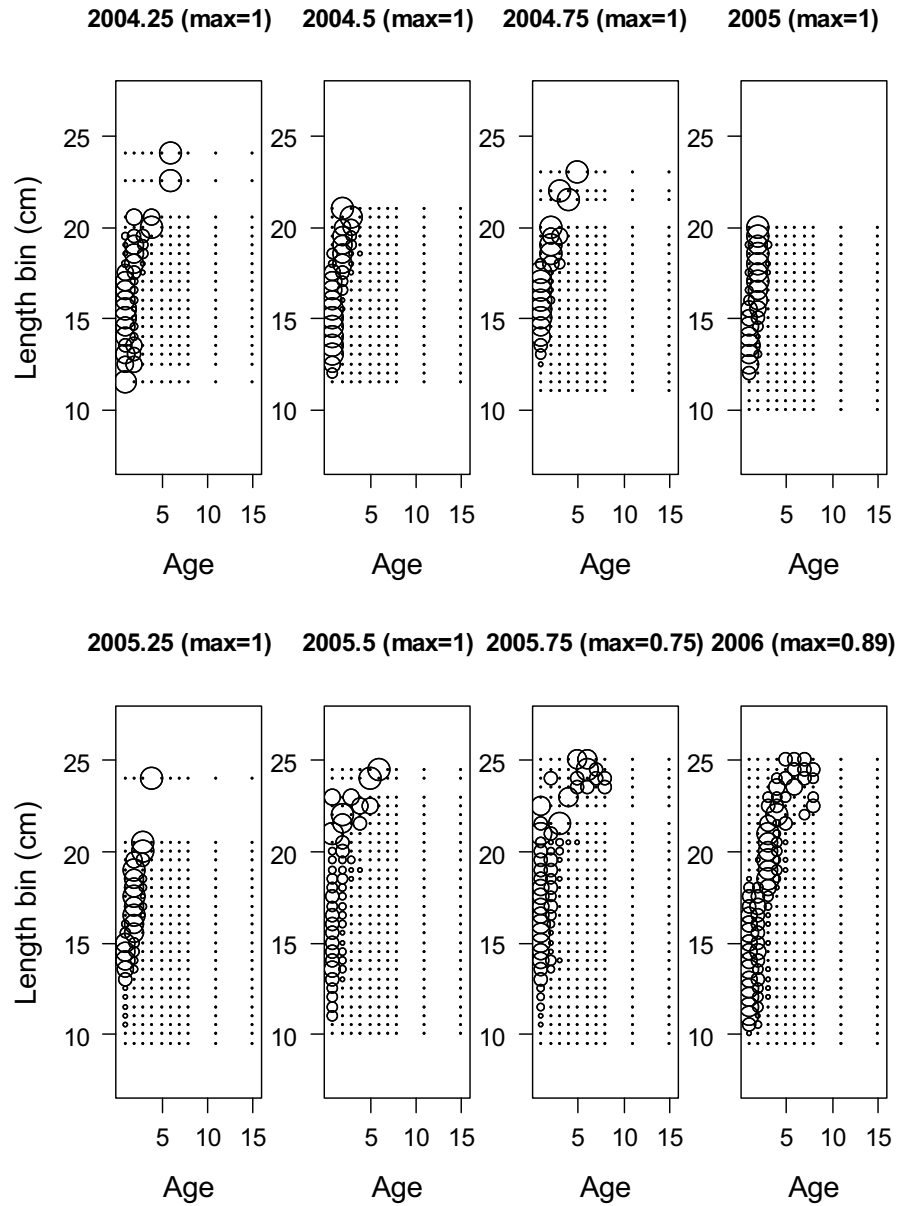 2004.25 (max=1) 2004.5 (max=1) 2004.75 (max=1) 2005 (max=1)
25 25 25 25
20 20 20 20
15 15 15 15
10 10 10 10
Length bin (cm)
5 10 15 5 10 15 5 10 15 5 10 15
Age Age Age Age
2005.25 (max=1) 2005.5 (max=1) 2005.75 (max=0.75) 2006 (max=0.89)
25 25 25 25
20 20 20 20
15 15 15 15
10 10 10 10
Length bin (cm)
5 10 15 5 10 15 5 10 15 5 10 15
Age Age Age Age